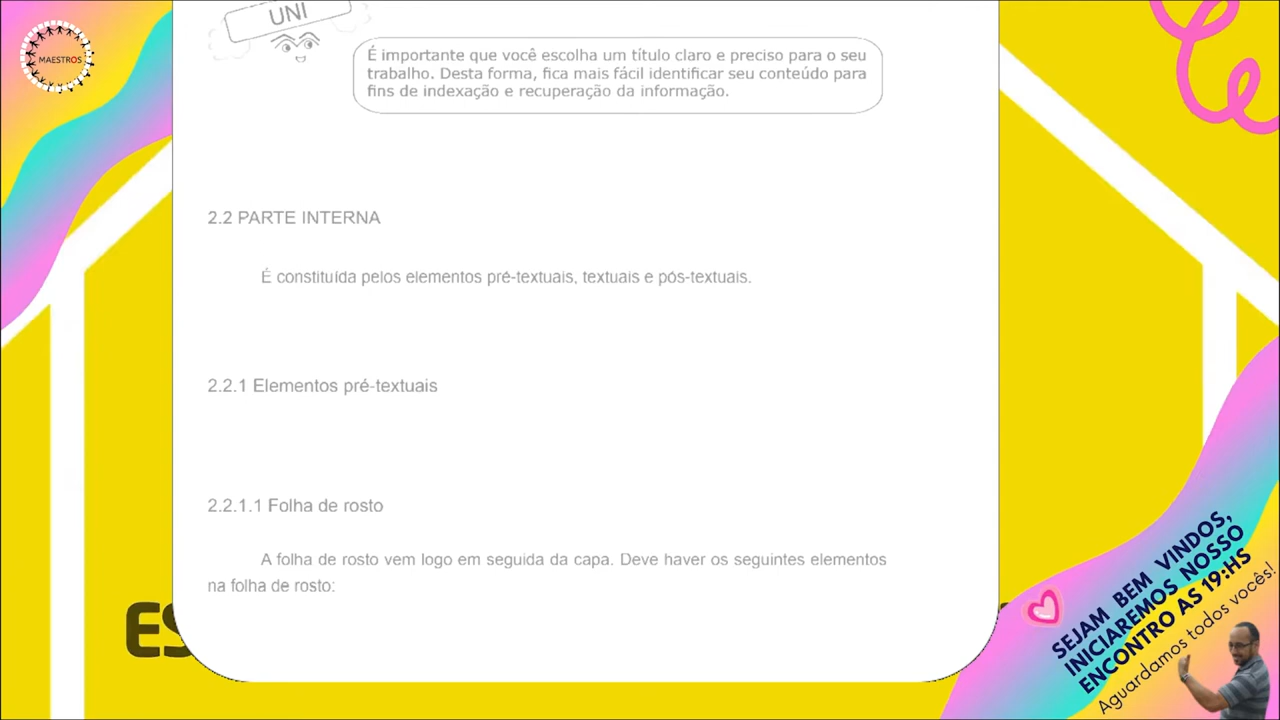 MAESTROS
UNI
É importante que você escolha um título claro e preciso para o seu
trabalho. Desta forma, fica mais fácil identificar seu conteúdo para
fins de indexação e recuperação da informação.
2.2 PARTE INTERNA
É constituída pelos elementos pré-textuais, textuais e pós-textuais.
2.2.1 Elementos pré-textuais
2.2.1.1 Folha de rosto
A folha de rosto vem logo em seguida da capa. Deve haver os seguintes elementos
na folha de rosto:
SEJAM BEM VINDOS,
INICIAREMOS NOSSO
ENCONTRO AS 19:HS
Aguardamos todos vocês!